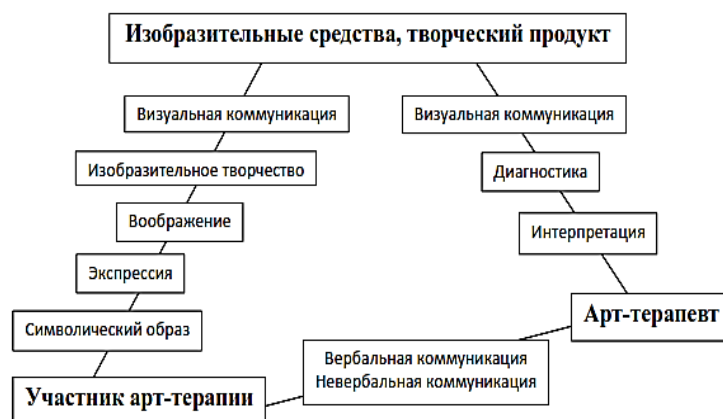 Изобразительные средства, творческий продукт
Визуальная коммуникация
Визуальная коммуникация
Изобразительное творчество
Диагностика
Воображение
Интерпретация
Экспрессия
Символический образ
Арт-терапевт
Вербальная коммуникация
Невербальная коммуникация
Участник арт-терапии